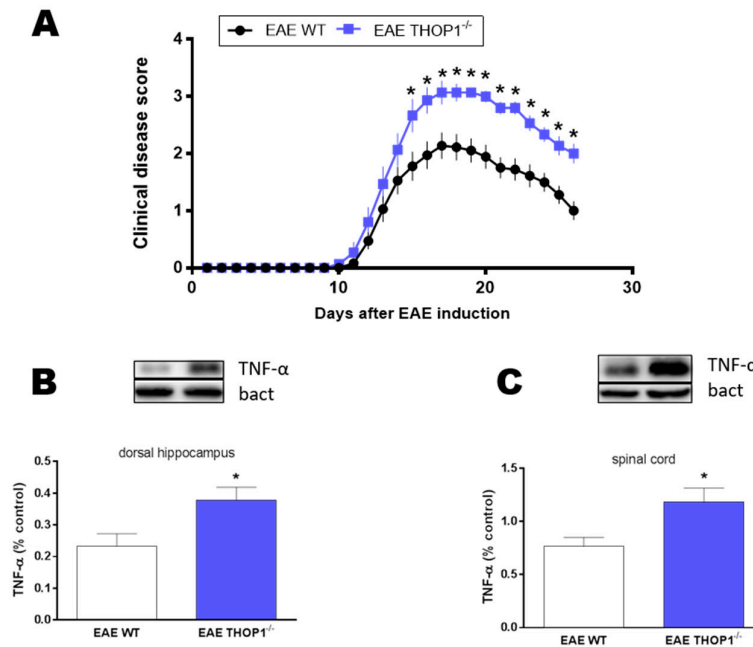 A
EAE WT EAE THOP1-/-
Clinical disease score
4
3
2
1
0
* * * * * * * * * * * *
0 10 20 30
Days after EAE induction
B
TNF-α
bact
dorsal hippocampus
TNF-α (% control)
0.5
0.4
0.3
0.2
0.1
0.0
*
EAE WT EAE THOP1-/-
C
TNF-α
bact
spinal cord
TNF-α (% control)
1.5
1.0
0.5
0.0
*
EAE WT EAE THOP1-/-